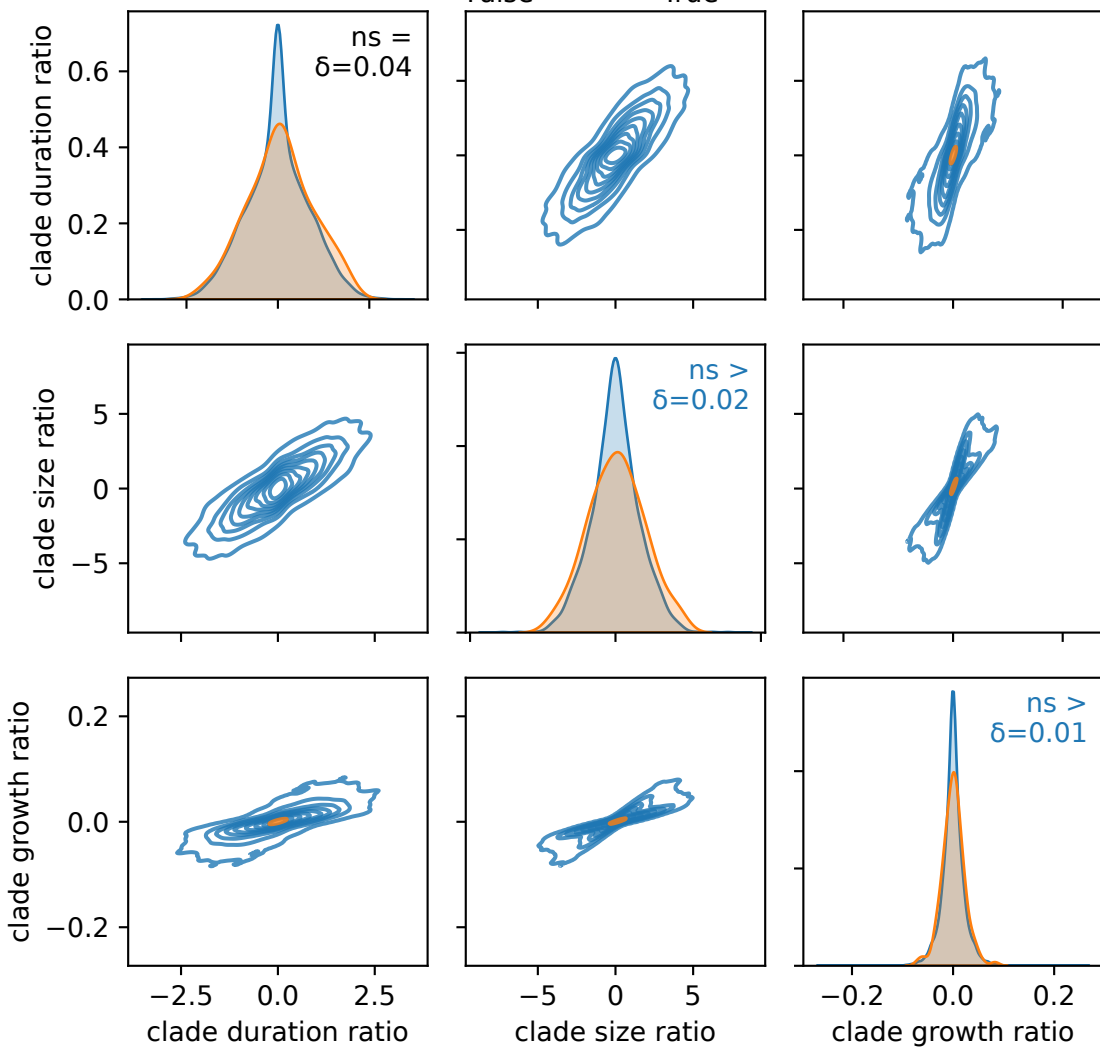 clade duration ratio
0.6
0.4
0.2
0.0
ns =
δ=0.04
clade size ratio
5
0
−5
ns >
δ=0.02
clade growth ratio
0.2
0.0
−0.2
ns >
δ=0.01
−2.5 0.0 2.5
−5 0 5
−0.2 0.0 0.2
clade duration ratio
clade size ratio
clade growth ratio